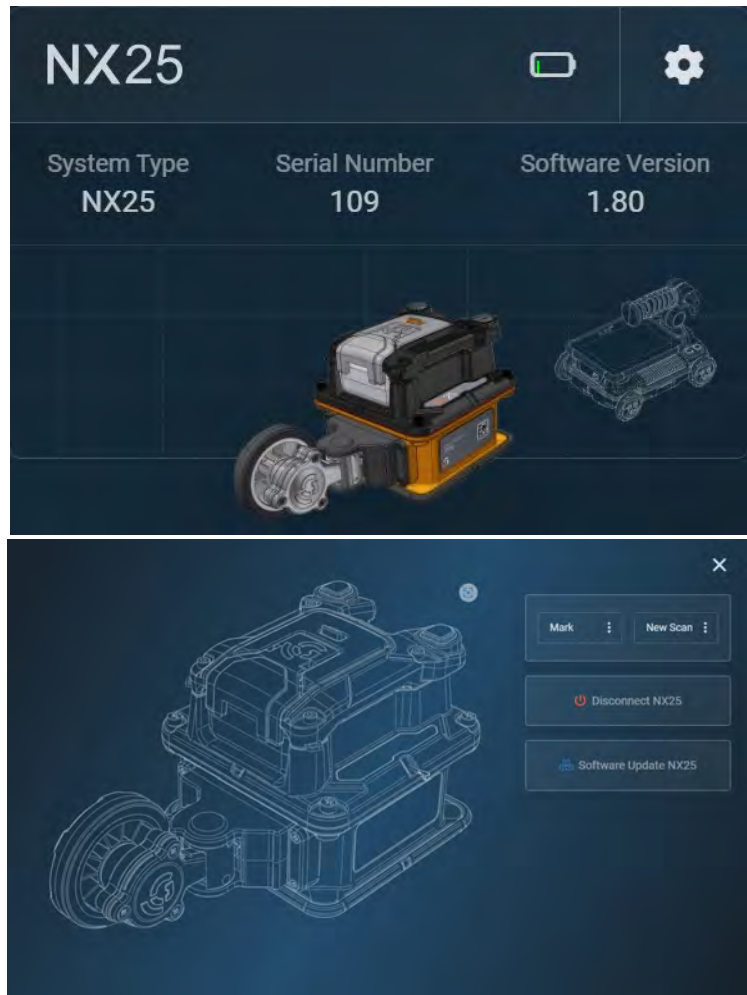 NX25
System Type
Serial Number
Software Version
NX25
109
1.80
Mark
New Scan
Disconnect NX25
Software Update NX25